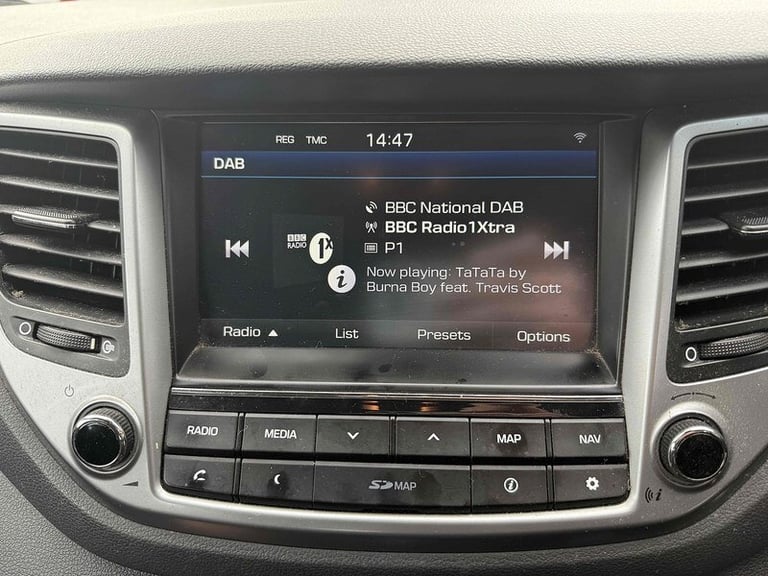 REG TMC 14:47
DAB
BBC National DAB
BBC Radio1Xtra
P1
BBC
RADIO
1X
Now playing: TaTaTa by
Burna Boy feat. Travis Scott
Radio List Presets Options
RADIO MEDIA MAP NAV
SD MAP